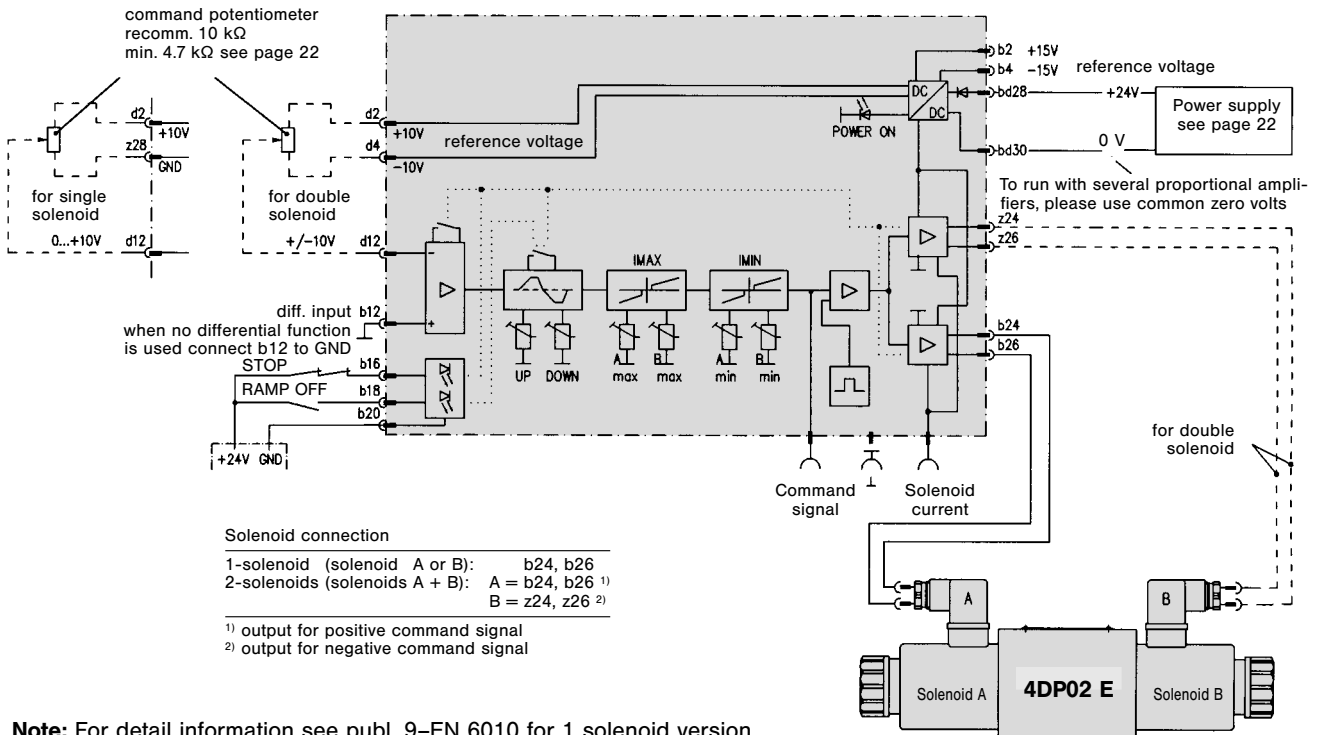 command potentiometer
recomm. 10 kΩ
min. 4.7 kΩ see page 22
d2
+10V
z28
GND
for single
solenoid
0...+10V
d12
d2
+10V
d4
-10V
reference voltage
for double
solenoid
+/-10V
d12
diff. input
b12
when no differential function
is used connect b12 to GND
STOP
b16
RAMP OFF
b18
b20
+24V GND
-
+
UP
DOWN
IMAX
A
max
B
max
IMIN
A
min
B
min
POWER ON
DC
DC
b2 +15V
b4 -15V
reference voltage
bd28
+24V
Power supply
see page 22
bd30
0 V
To run with several proportional ampli-
fiers, please use common zero volts
z24
z26
b24
b26
for double
solenoid
Command
signal
Solenoid
current
Solenoid connection
1-solenoid (solenoid A or B): b24, b26
2-solenoids (solenoids A + B): A = b24, b26 1)
B = z24, z26 2)
1) output for positive command signal
2) output for negative command signal
A
B
Solenoid A
4DP02 E
Solenoid B
Note: For detail information see publ. 9–EN 6010 for 1 solenoid version